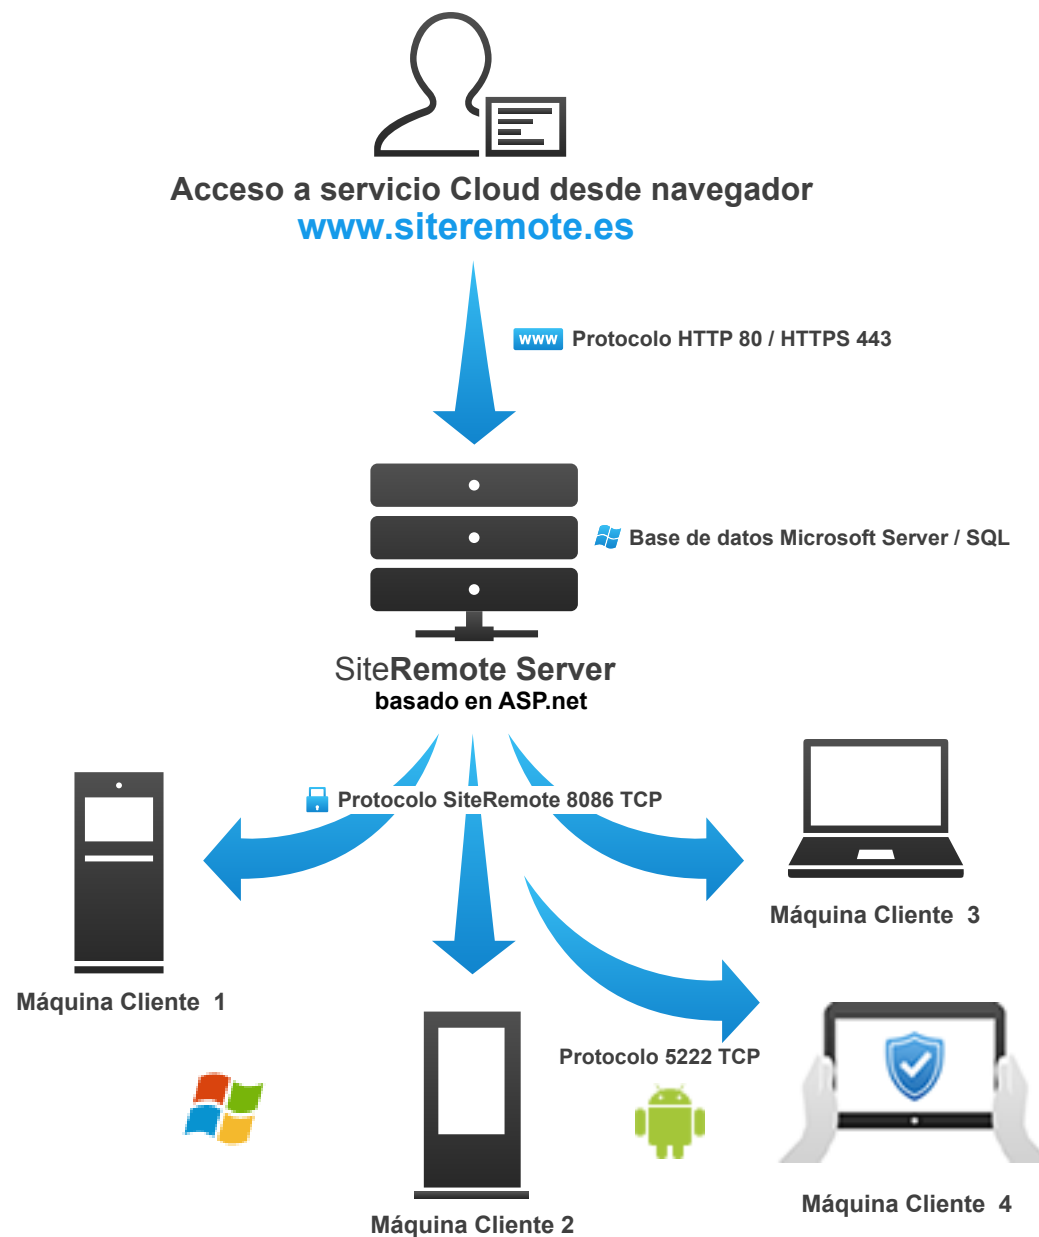 Acceso a servicio Cloud desde navegador
www.siteremote.es
www Protocolo HTTP 80 / HTTPS 443
Base de datos Microsoft Server / SQL
SiteRemote Server
basado en ASP.net
Protocolo SiteRemote 8086 TCP
Máquina Cliente 3
Máquina Cliente 1
Protocolo 5222 TCP
Máquina Cliente 4
Máquina Cliente 2